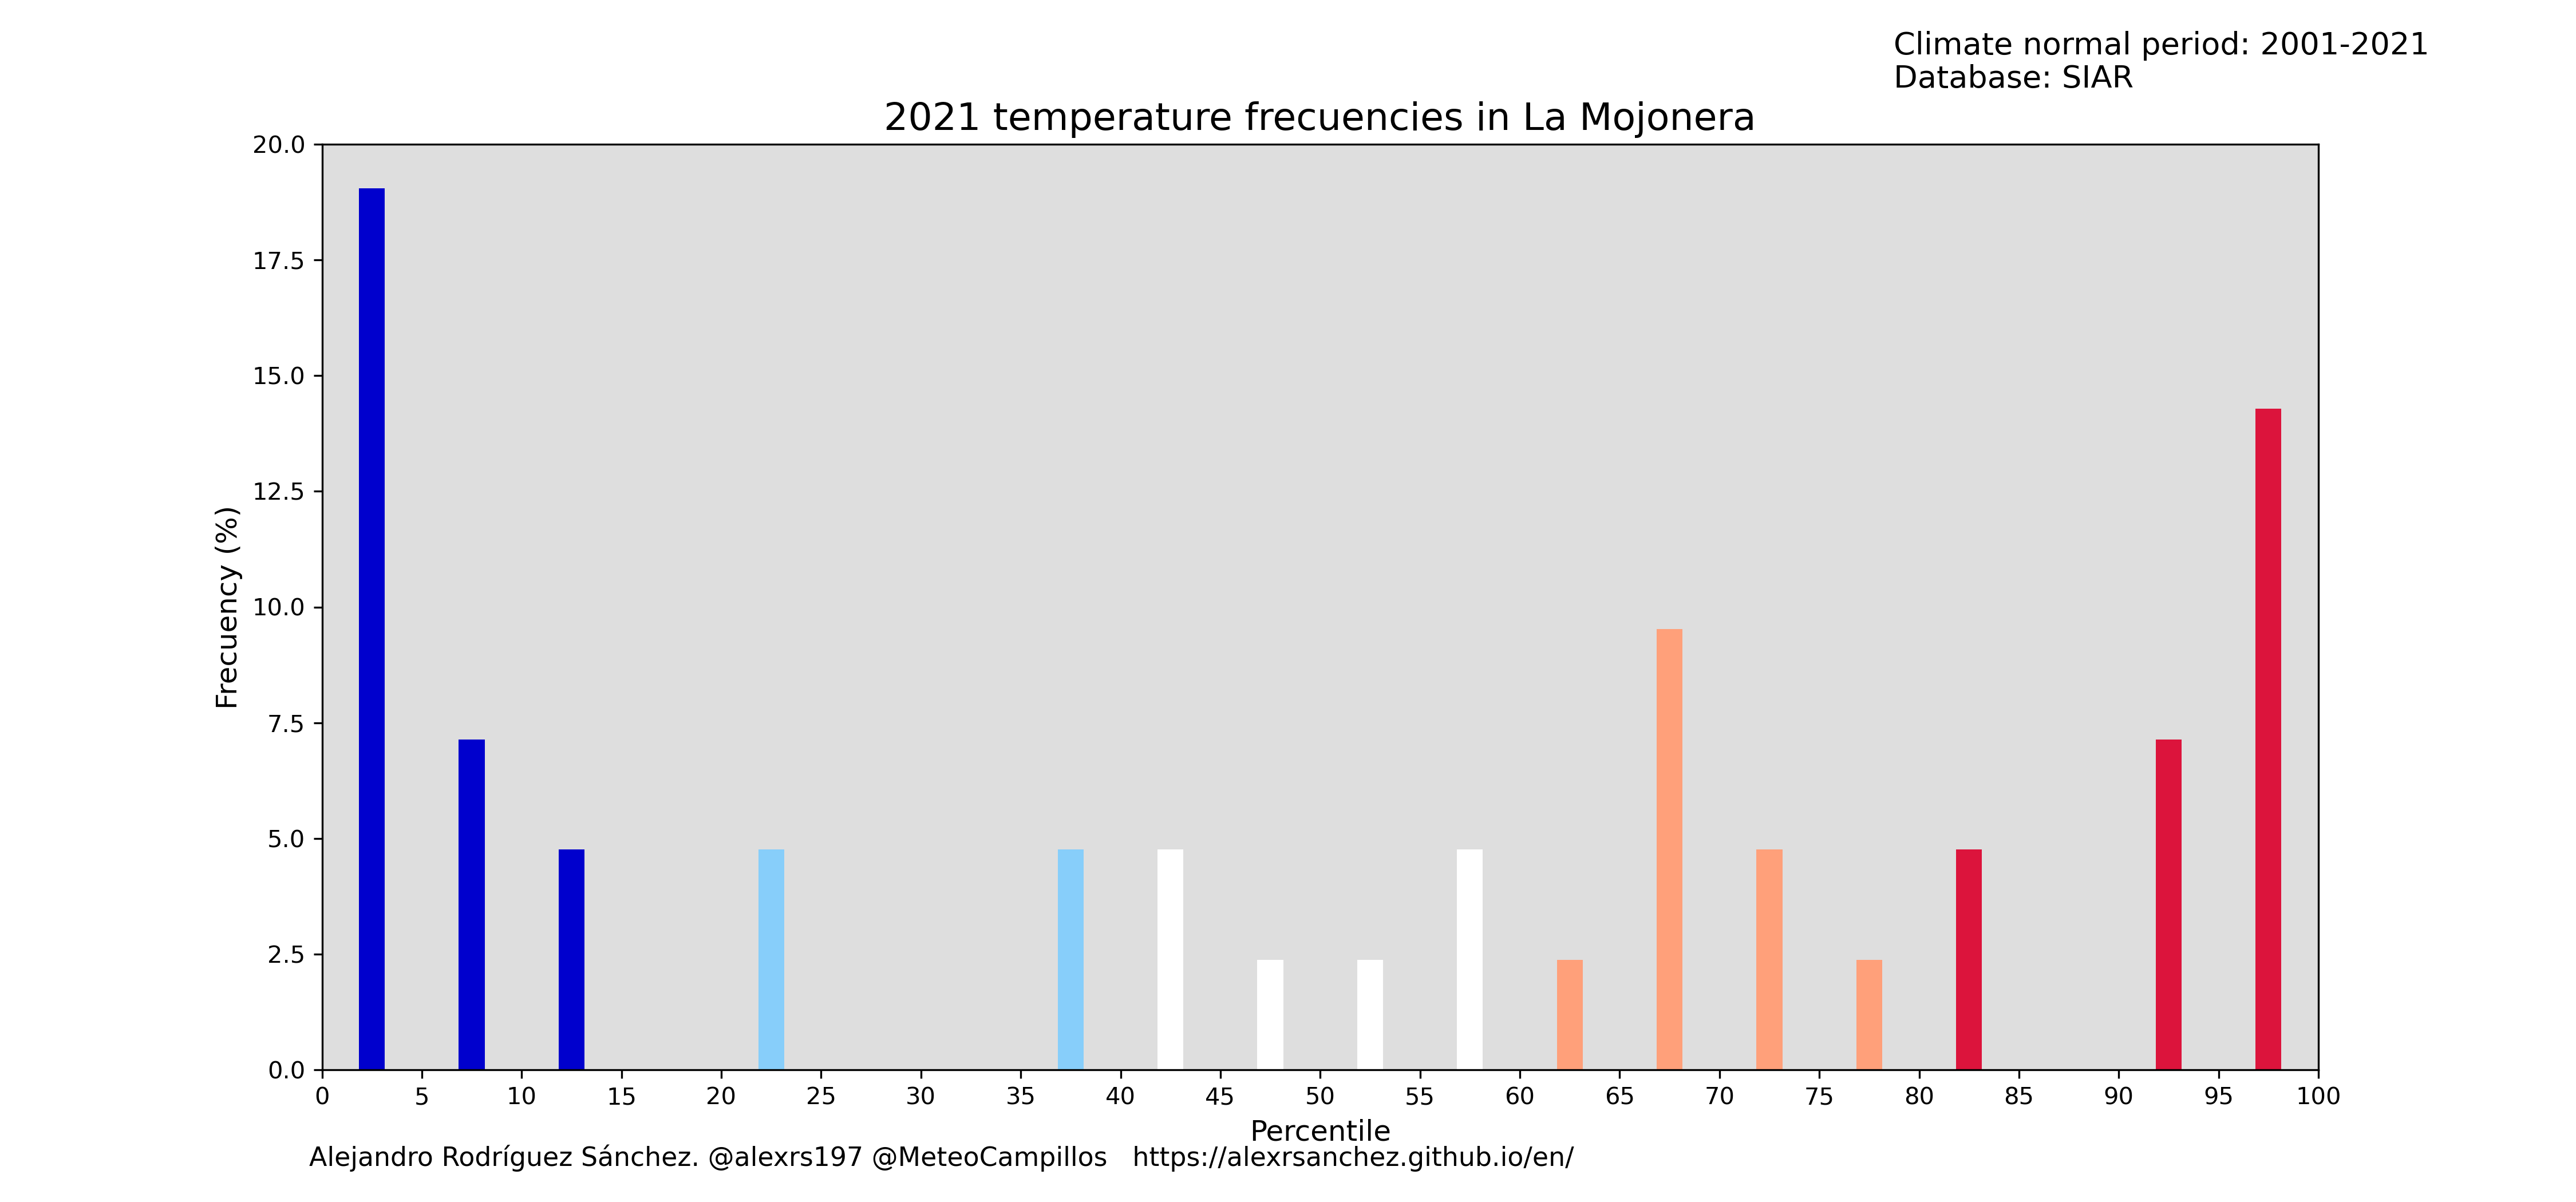 Climate normal period: 2001-2021
Database: SIAR
2021 temperature frecuencies in La Mojonera
20.0
17.5
15.0
12.5
10.0
7.5
5.0
2.5
0.0
Frecuency (%)
0 5 10 15 20 25 30 35 40 45 50 55 60 65 70 75 80 85 90 95 100
Percentile
Alejandro Rodríguez Sánchez. @alexrs197 @MeteoCampillos https://alexrsanchez.github.io/en/